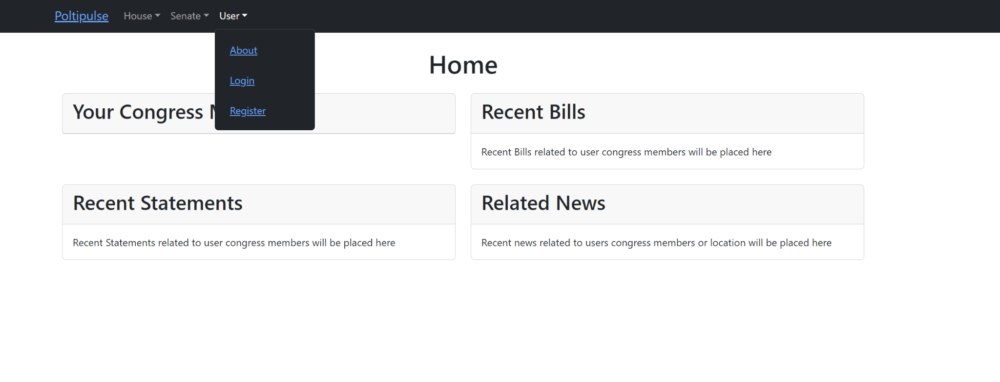 Poltipulse House Senate User
About
Login
Register
Home
Your Congress
Recent Bills
Recent Bills related to user congress members will be placed here
Recent Statements
Recent Statements related to user congress members will be placed here
Related News
Recent news related to users congress members or location will be placed here